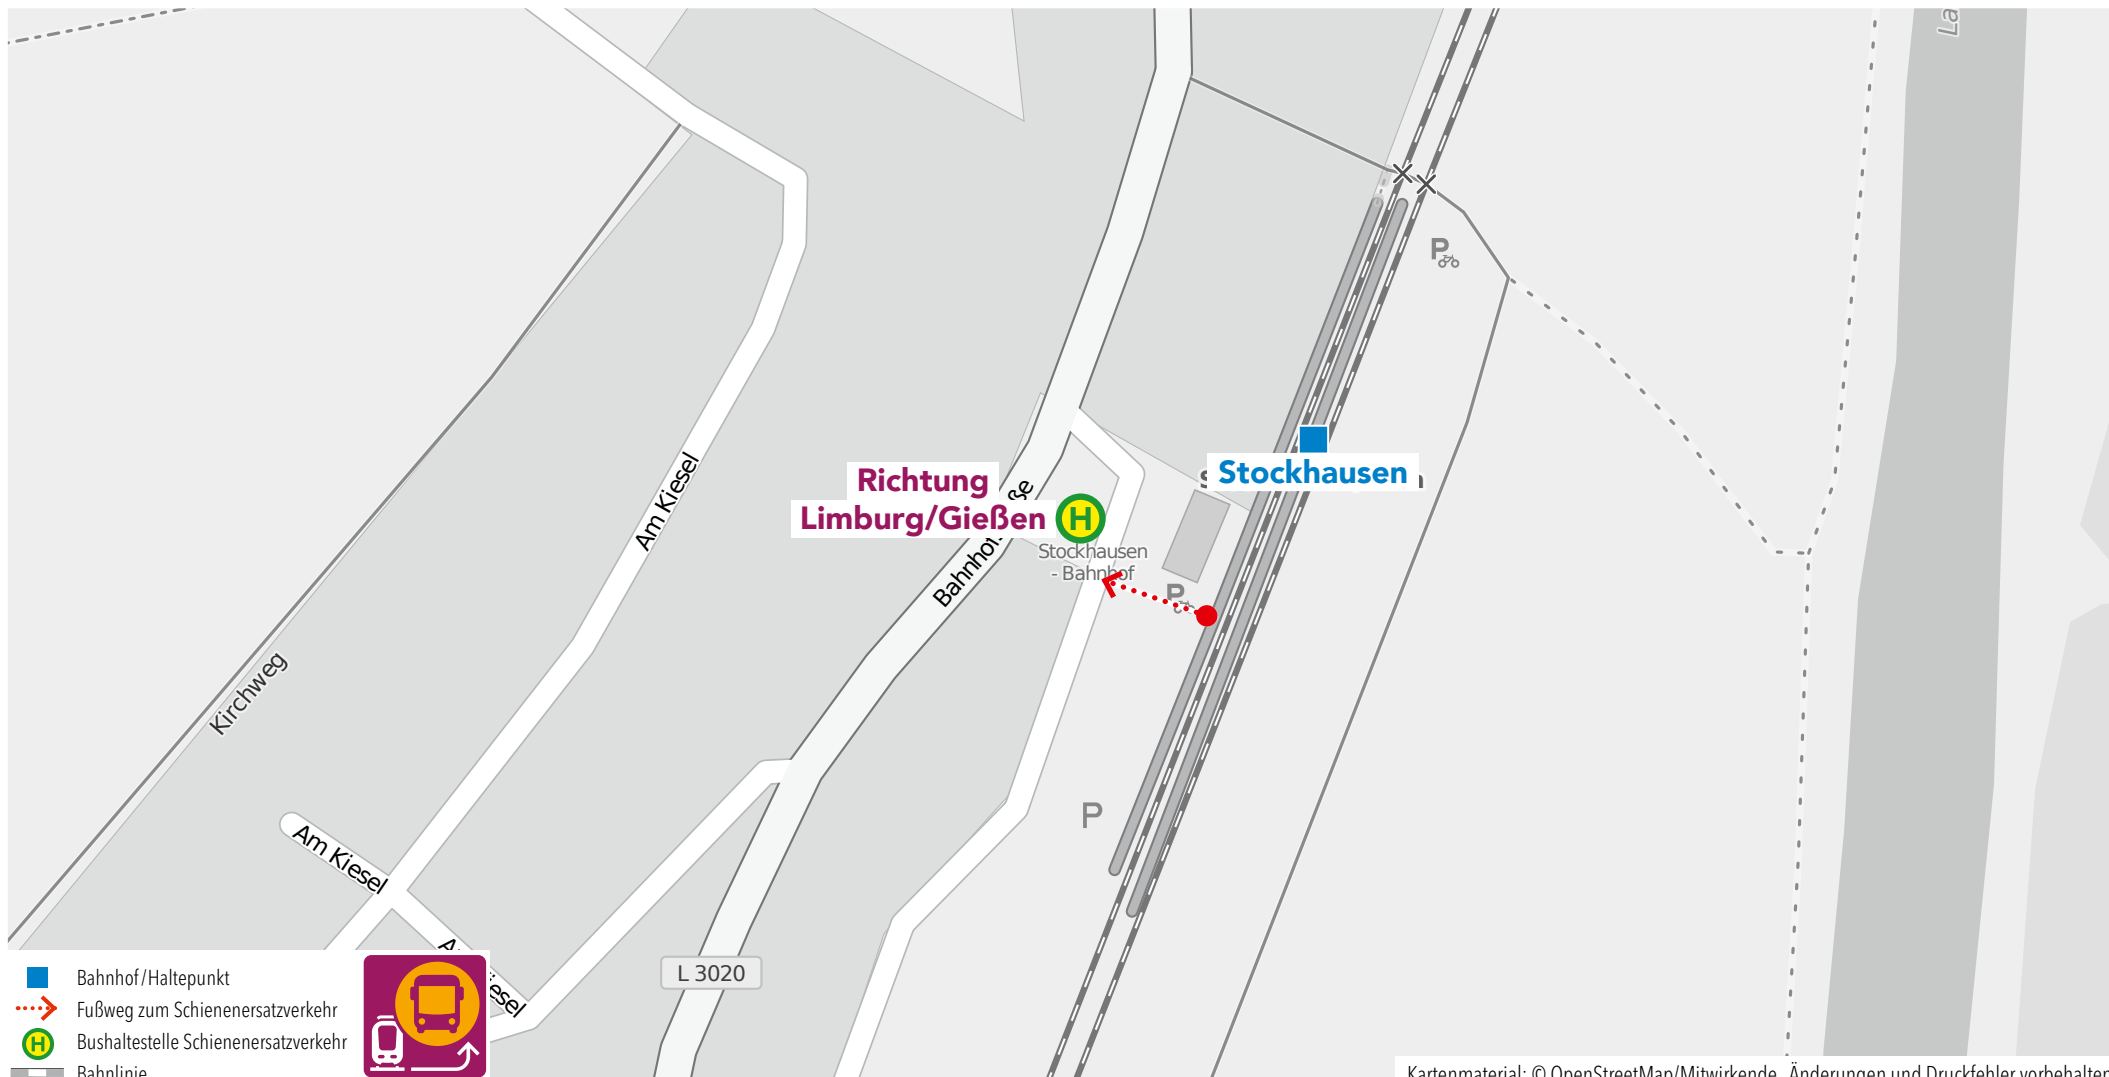 La
P
Richtung
Limburg/Gießen
H
Stockhausen
Stockhausen
- Bahnhof
P
Am Kiesel
Kirchweg
P
Am Kiesel
L 3020
Bahnhof/Haltepunkt
Fußweg zum Schienenersatzverkehr
H
Bushaltestelle Schienenersatzverkehr
Bahnlinie
Kartenmaterial: © OpenStreetMap/Mitwirkende, Änderungen und Druckfehler vorbehalten